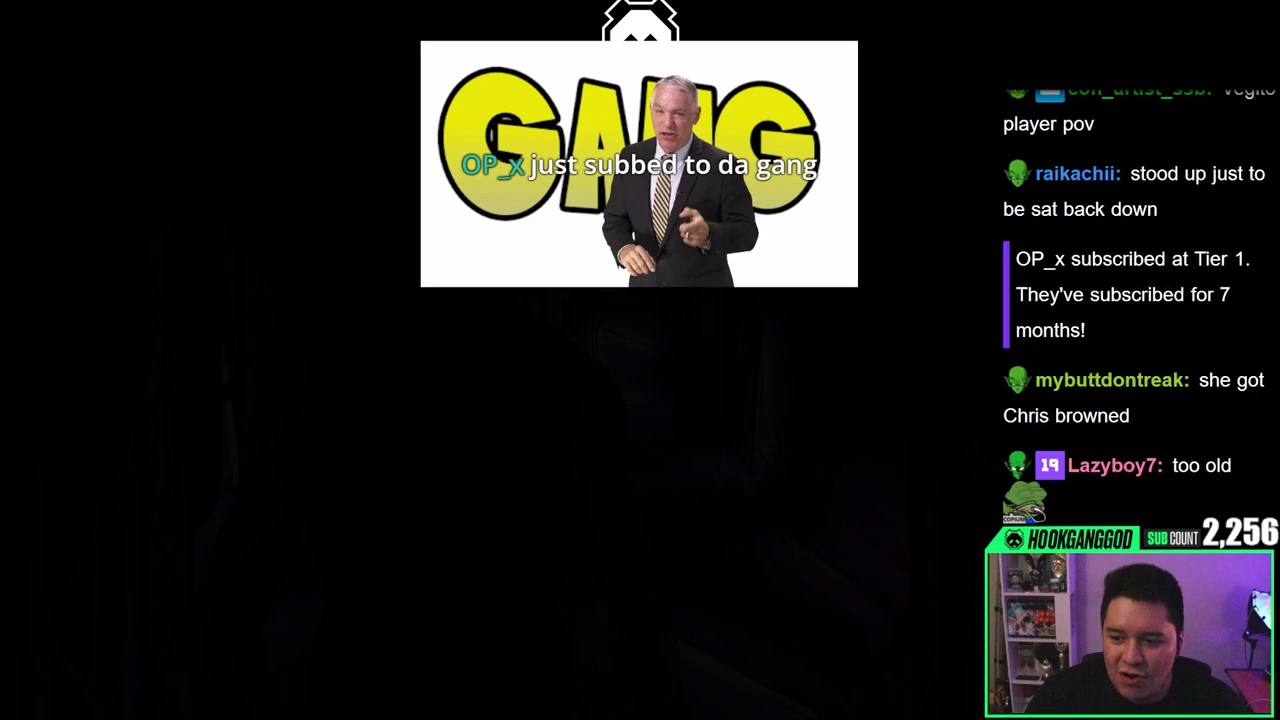 GANG
OP_x just subbed to da gang
con_artist_ssb: vegito
player pov
raikachii: stood up just to
be sat back down
OP_x subscribed at Tier 1.
They've subscribed for 7
months!
mybuttdontreak: she got
Chris browned
19 Lazyboy7: too old
HOOKGANGGOD SUB COUNT 2,256